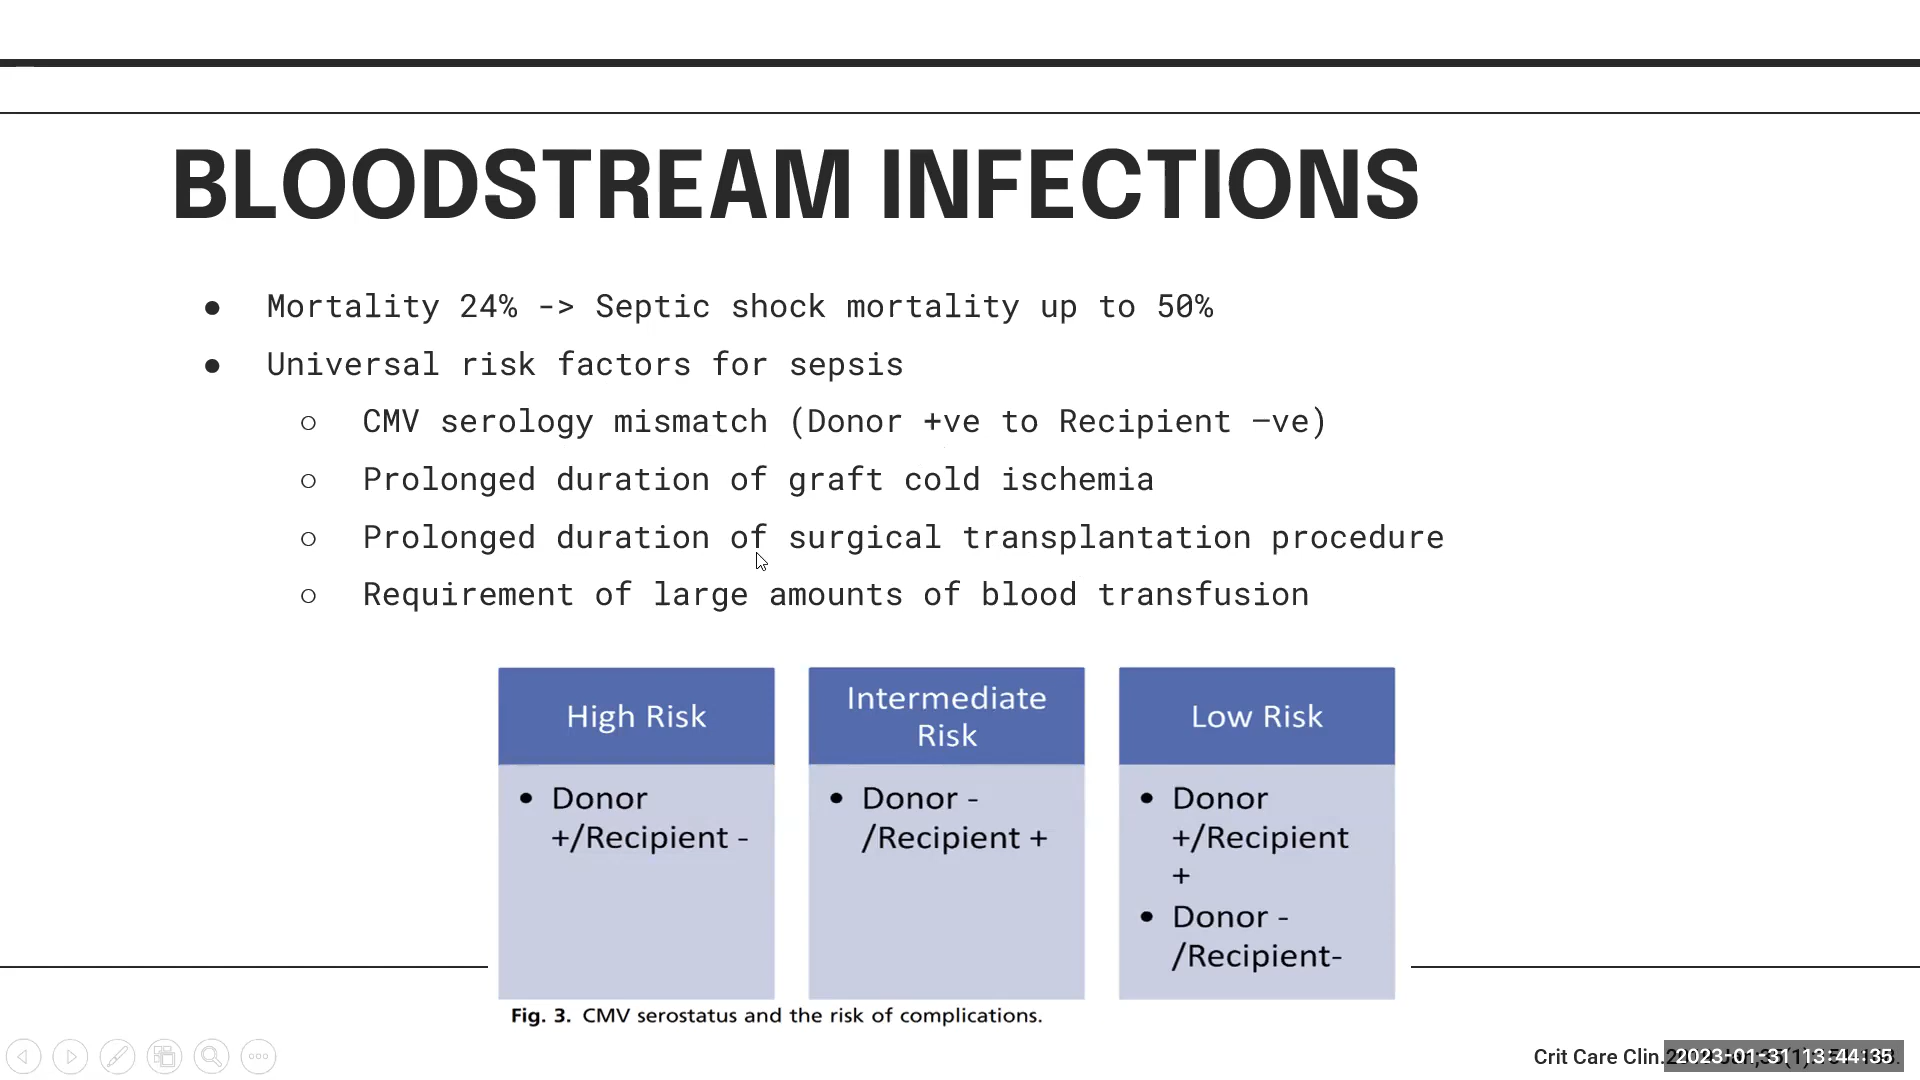 BLOODSTREAM INFECTIONS
● Mortality 24% -> Septic shock mortality up to 50%
● Universal risk factors for sepsis
○ CMV serology mismatch (Donor +ve to Recipient –ve)
○ Prolonged duration of graft cold ischemia
○ Prolonged duration of surgical transplantation procedure
○ Requirement of large amounts of blood transfusion
High Risk
• Donor
+/Recipient -
Intermediate
Risk
• Donor -
/Recipient +
Low Risk
• Donor
+/Recipient
+
• Donor -
/Recipient-
Fig. 3. CMV serostatus and the risk of complications.
Crit Care Clin.
2023-01-31 13:44:35